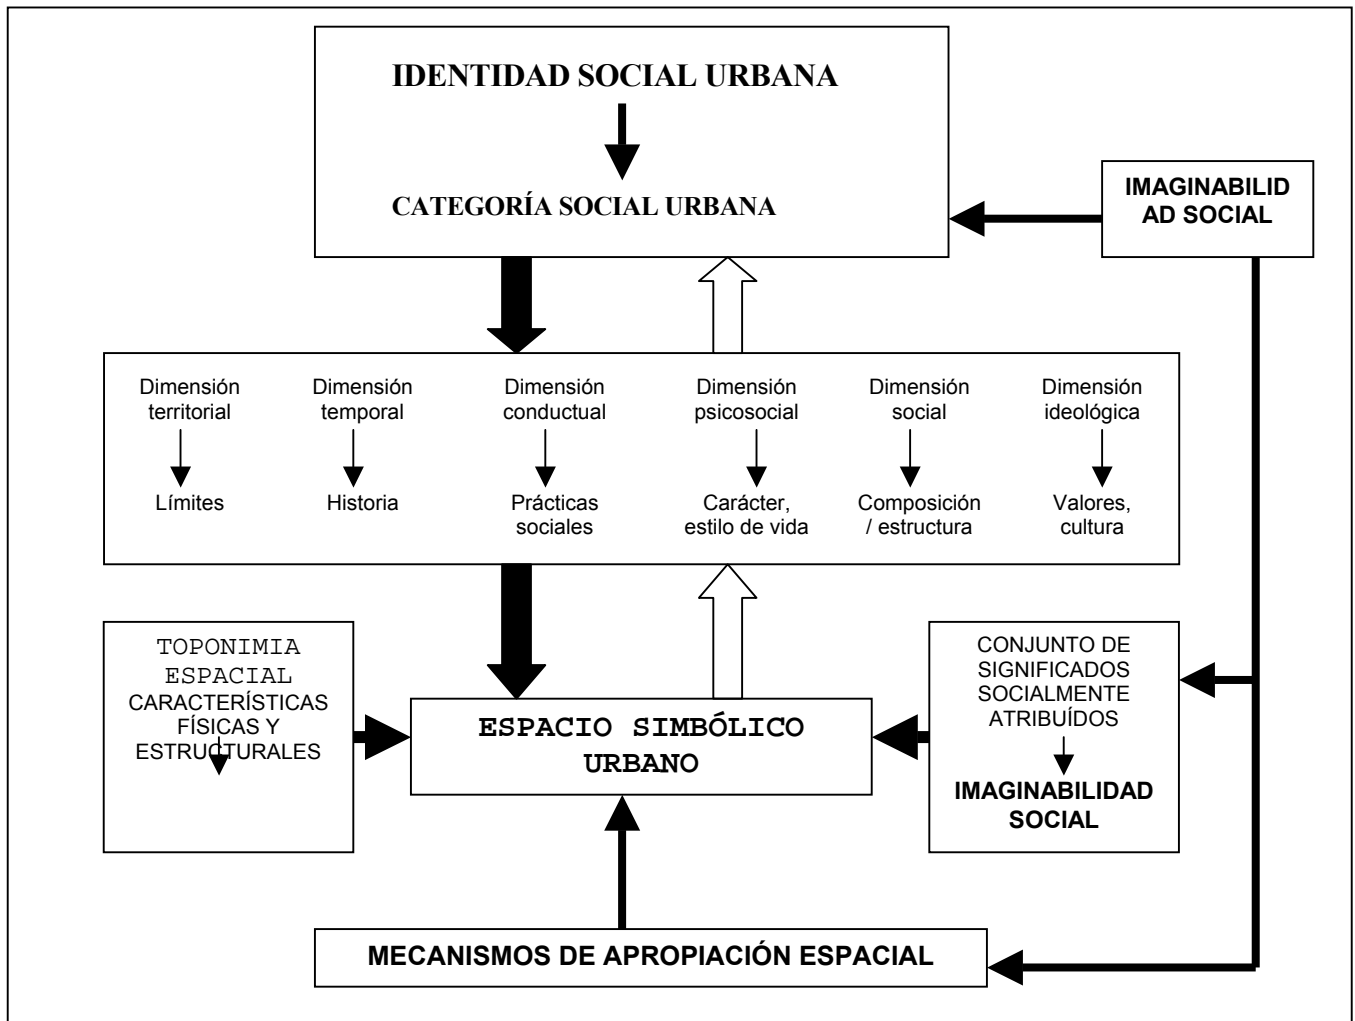 IDENTIDAD SOCIAL URBANA
CATEGORÍA SOCIAL URBANA
IMAGINABILID
AD SOCIAL
Dimensión
territorial
Límites
Dimensión
temporal
Historia
Dimensión
conductual
Prácticas
sociales
Dimensión
psicosocial
Carácter,
estilo de vida
Dimensión
social
Composición
/ estructura
Dimensión
ideológica
Valores,
cultura
TOPONIMIA
ESPACIAL
CARACTERÍSTICAS
FÍSICAS Y
ESTRUCTURALES
ESPACIO SIMBÓLICO
URBANO
CONJUNTO DE
SIGNIFICADOS
SOCIALMENTE
ATRIBUÍDOS
IMAGINABILIDAD
SOCIAL
MECANISMOS DE APROPIACIÓN ESPACIAL